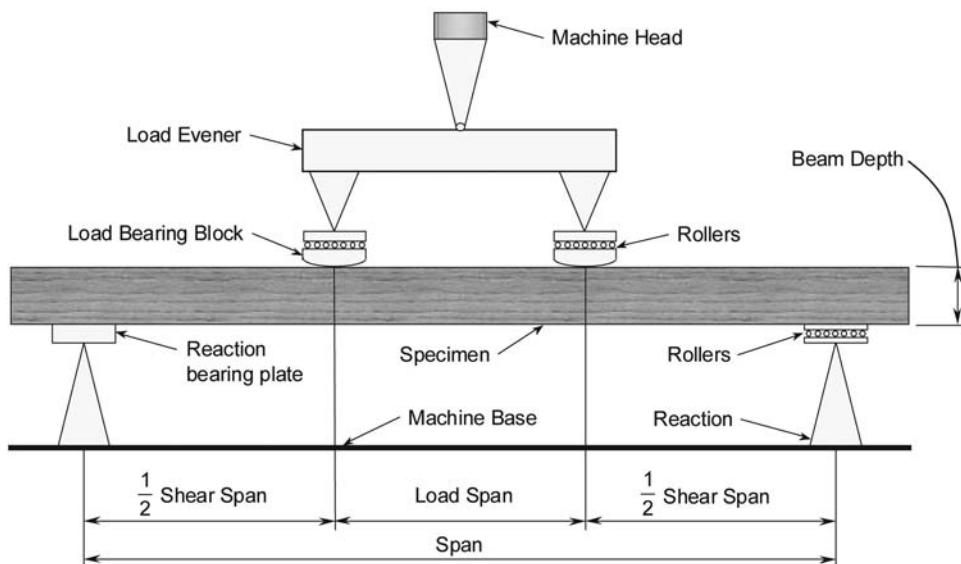 Machine Head
Load Evener
Beam Depth
Load Bearing Block
Rollers
Reaction
bearing plate
Specimen
Rollers
Machine Base
Reaction
1/2 Shear Span
Load Span
1/2 Shear Span
Span